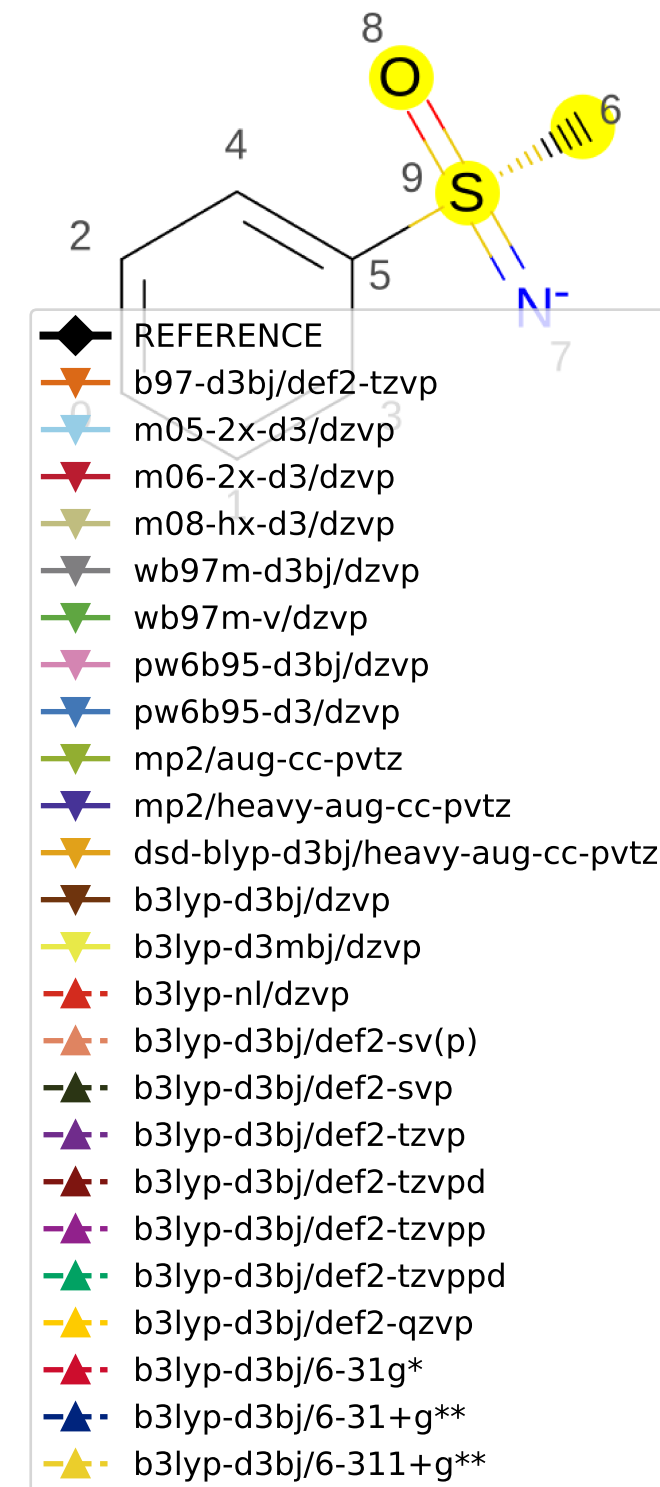 8
O
6
4
9
S
2
5
N-
7
REFERENCE
b97-d3bj/def2-tzvp
0
3
m05-2x-d3/dzvp
m06-2x-d3/dzvp
1
m08-hx-d3/dzvp
wb97m-d3bj/dzvp
wb97m-v/dzvp
pw6b95-d3bj/dzvp
pw6b95-d3/dzvp
mp2/aug-cc-pvtz
mp2/heavy-aug-cc-pvtz
dsd-blyp-d3bj/heavy-aug-cc-pvtz
b3lyp-d3bj/dzvp
b3lyp-d3mbj/dzvp
b3lyp-nl/dzvp
b3lyp-d3bj/def2-sv(p)
b3lyp-d3bj/def2-svp
b3lyp-d3bj/def2-tzvp
b3lyp-d3bj/def2-tzvpd
b3lyp-d3bj/def2-tzvpp
b3lyp-d3bj/def2-tzvppd
b3lyp-d3bj/def2-qzvp
b3lyp-d3bj/6-31g*
b3lyp-d3bj/6-31+g**
b3lyp-d3bj/6-311+g**